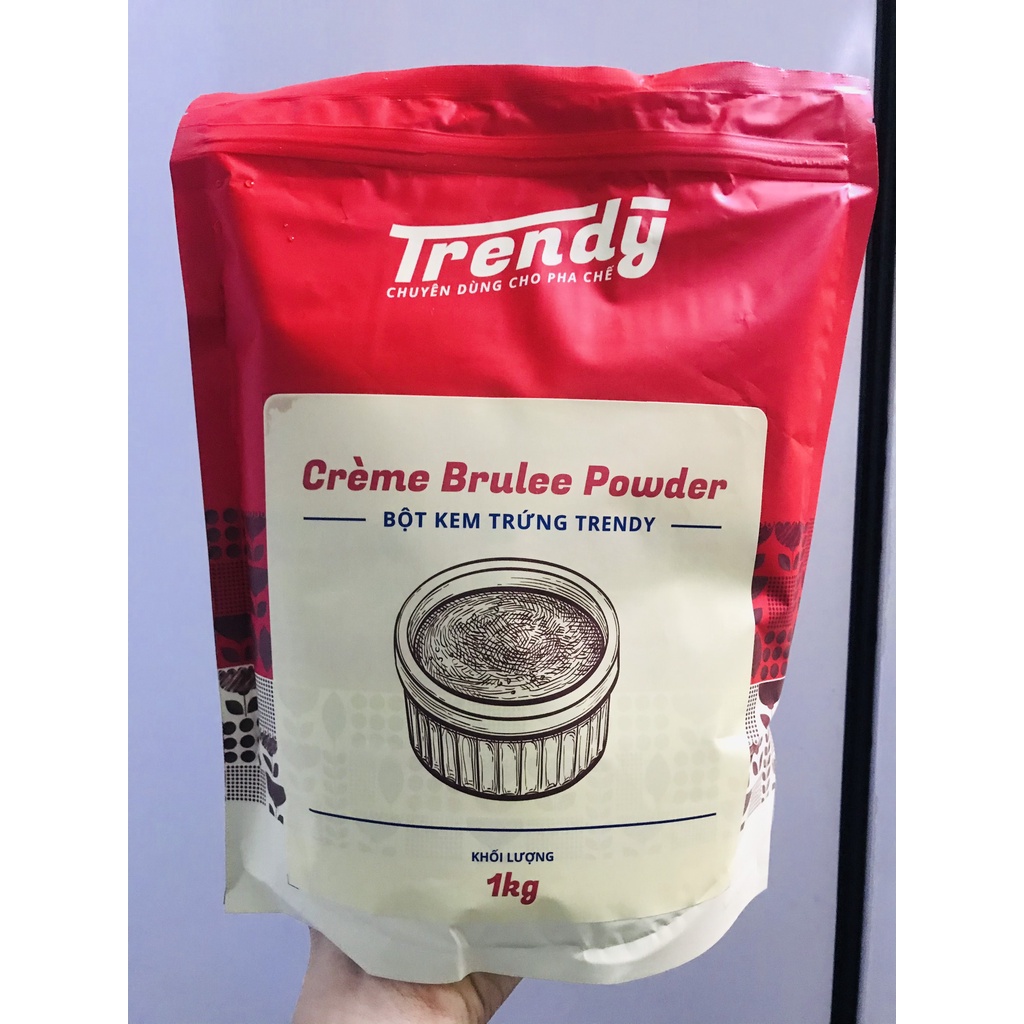 Trendy
CHUYÊN DÙNG CHO PHA CHẾ
Crème Brulee Powder
BỘT KEM TRỨNG TRENDY
KHỐI LƯỢNG
1kg